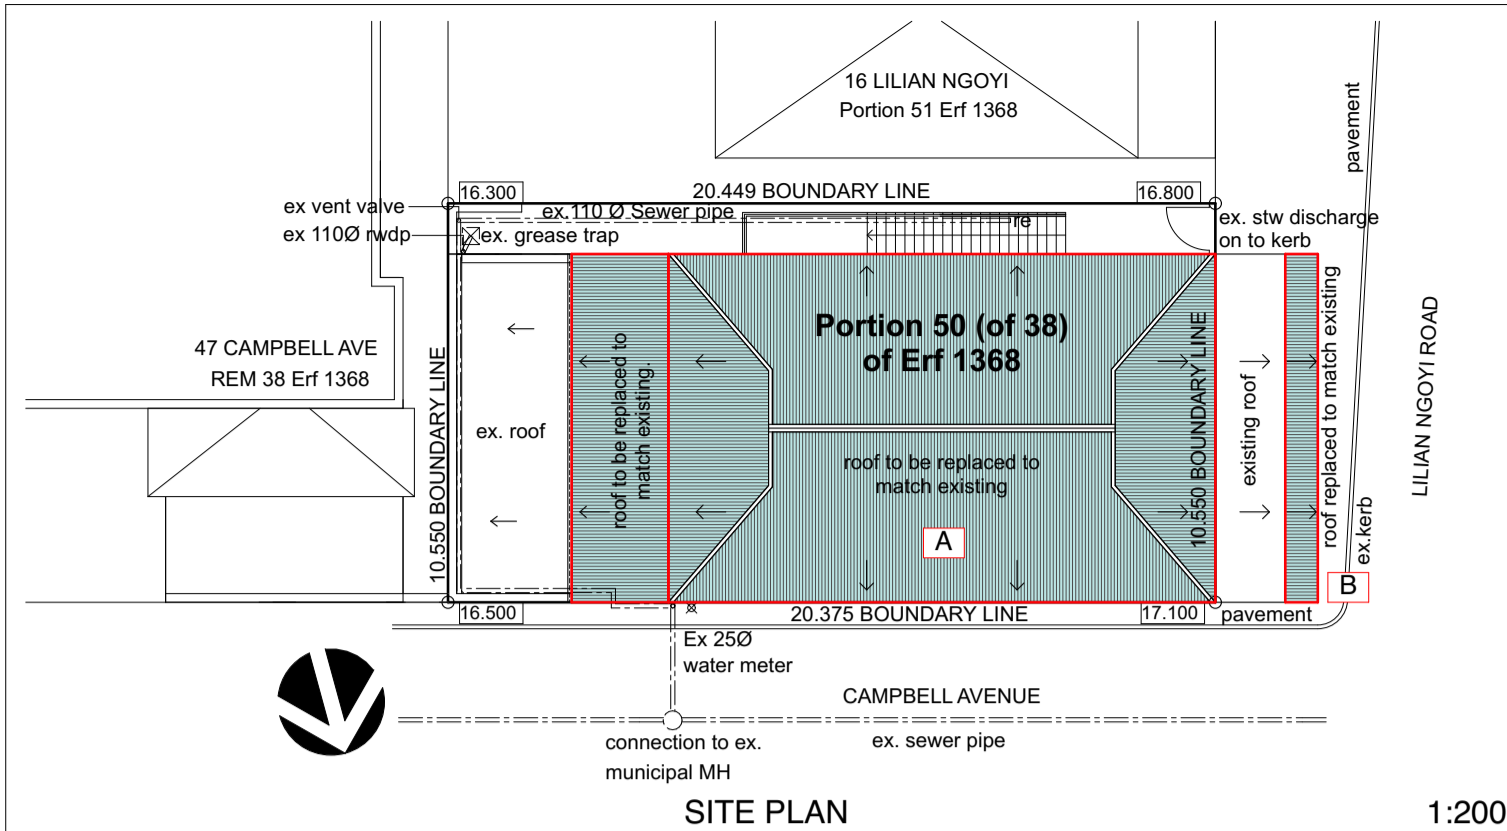 16 LILIAN NGOYI
Portion 51 Erf 1368
pavement
16.300
20.449 BOUNDARY LINE
16.800
ex vent valve
ex.110 Ø Sewer pipe
re
ex. stw discharge
on to kerb
ex 110Ø rwdp
ex. grease trap
47 CAMPBELL AVE
REM 38 Erf 1368
10.550 BOUNDARY LINE
ex. roof
roof to be replaced to
match existing.
Portion 50 (of 38)
of Erf 1368
roof to be replaced to
match existing
A
10.550 BOUNDARY LINE
existing roof
roof replaced to match existing
ex.kerb
LILIAN NGOYI ROAD
B
16.500
20.375 BOUNDARY LINE
17.100
pavement
Ex 25Ø
water meter
CAMPBELL AVENUE
connection to ex.
municipal MH
ex. sewer pipe
SITE PLAN
1:200